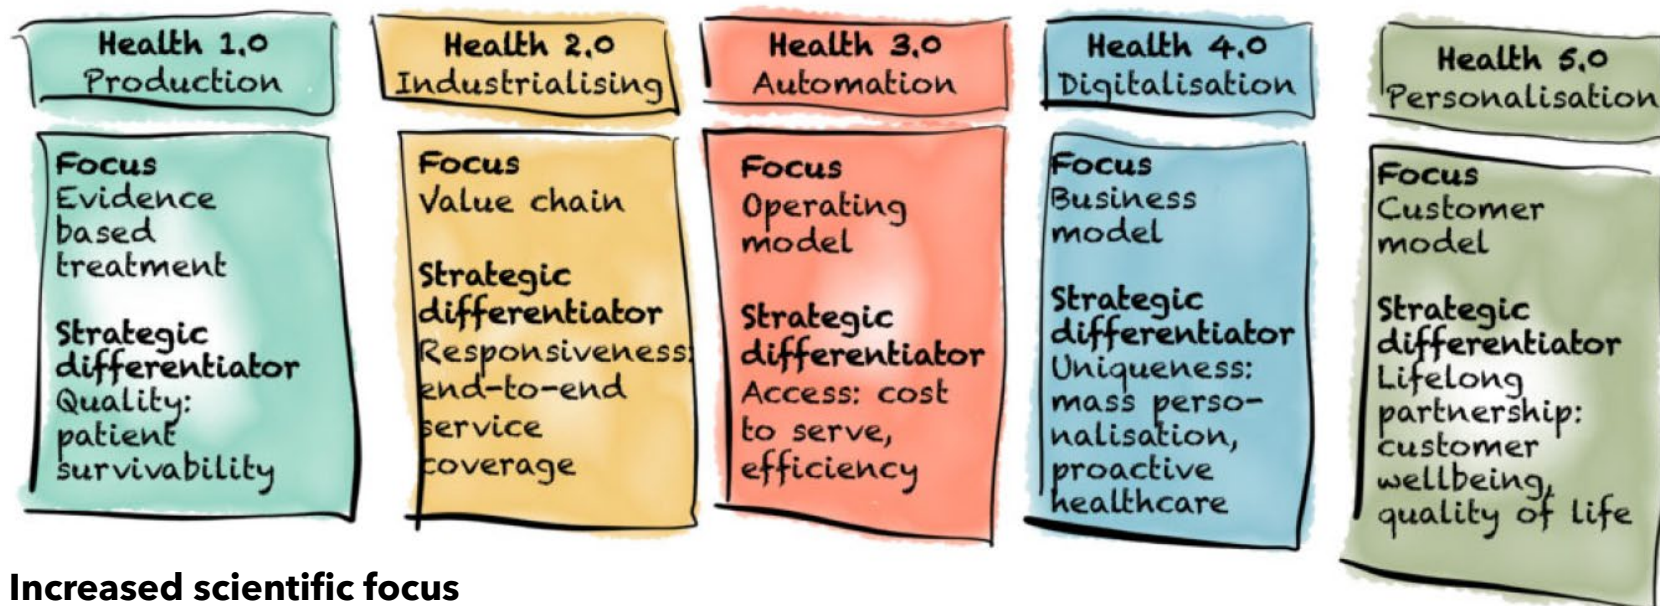 Health 1.0
Production
Focus
Evidence
based
treatment
Strategic
differentiator
Quality:
patient
survivability
Health 2.0
Industrialising
Focus
Value chain
Strategic
differentiator
Responsiveness:
end-to-end
service
coverage
Health 3.0
Automation
Focus
Operating
model
Strategic
differentiator
Access: cost
to serve,
efficiency
Health 4.0
Digitalisation
Focus
Business
model
Strategic
differentiator
Uniqueness:
mass perso-
nalisation,
proactive
healthcare
Health 5.0
Personalisation
Focus
Customer
model
Strategic
differentiator
Lifelong
partnership:
customer
wellbeing,
quality of life
Increased scientific focus